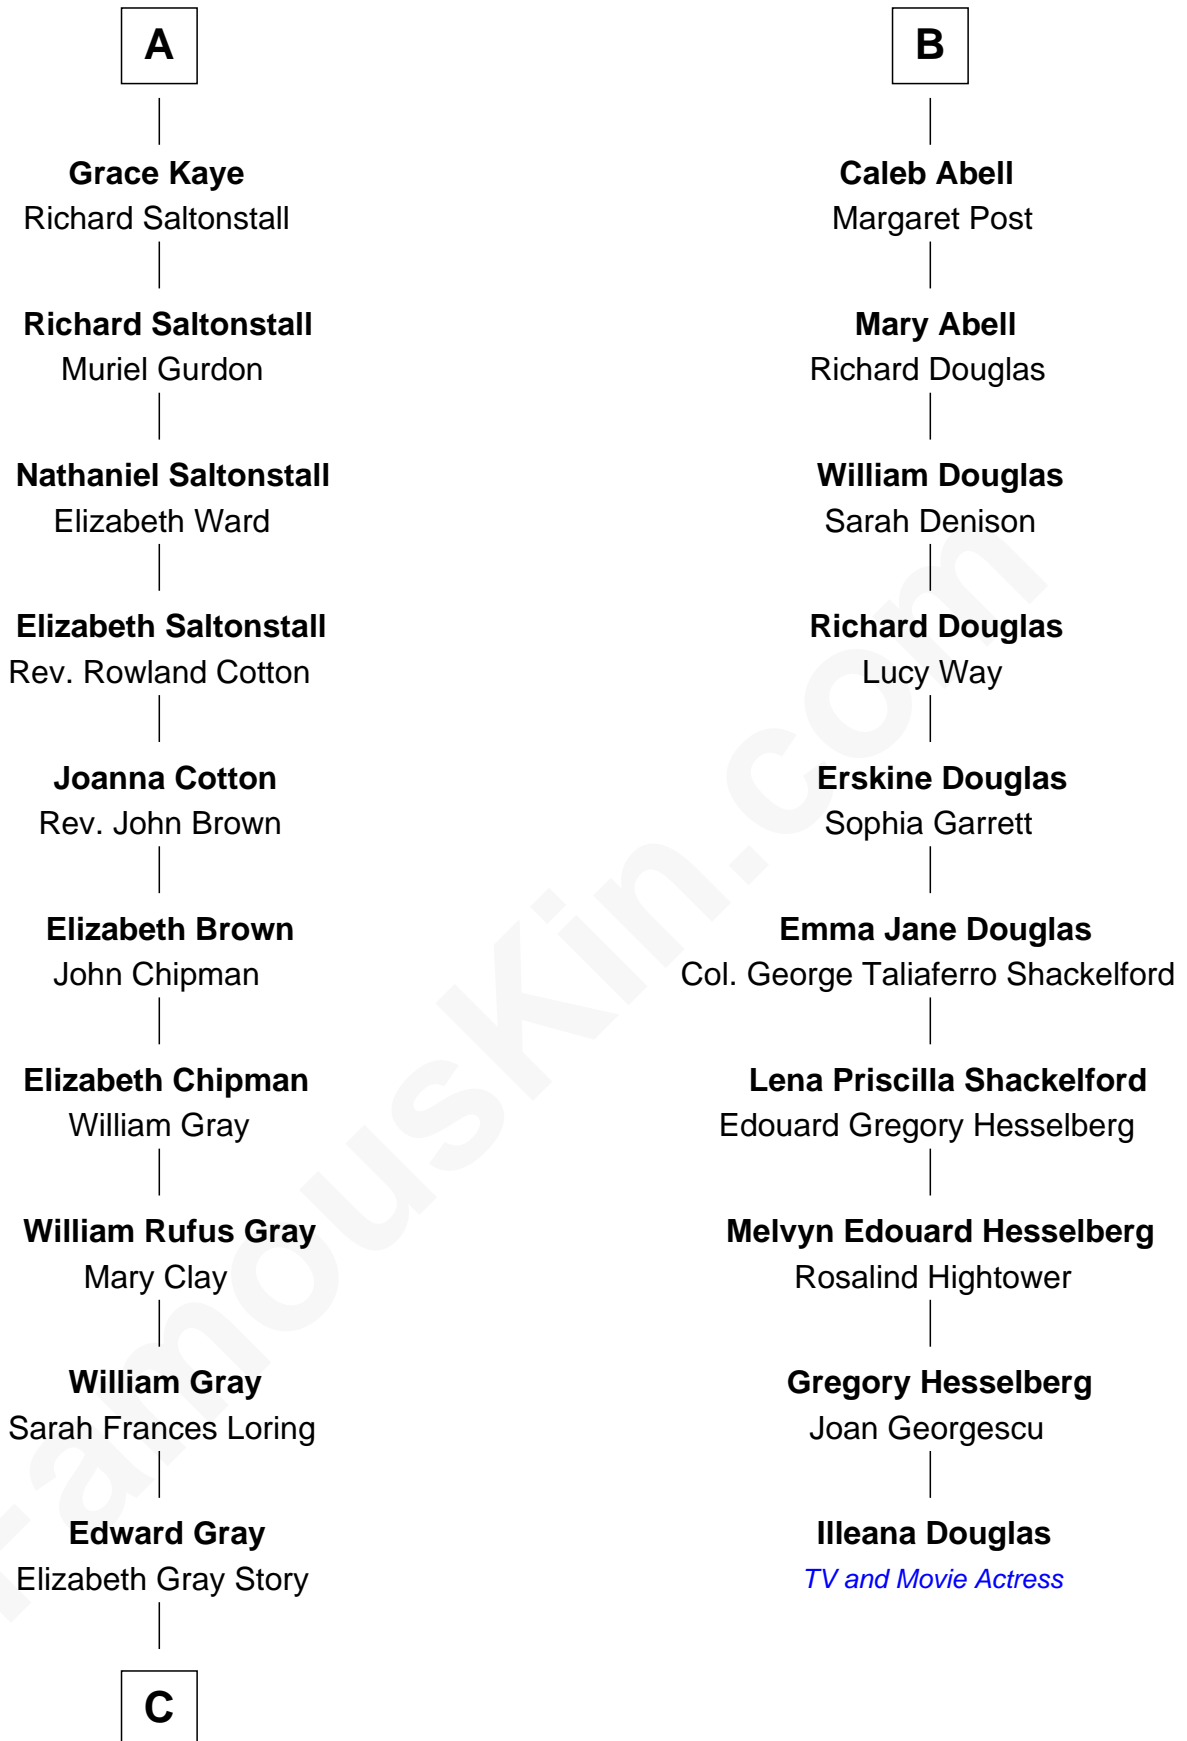 A
Grace Kaye
Richard Saltonstall
Richard Saltonstall
Muriel Gurdon
Nathaniel Saltonstall
Elizabeth Ward
Elizabeth Saltonstall
Rev. Rowland Cotton
Joanna Cotton
Rev. John Brown
Elizabeth Brown
John Chipman
Elizabeth Chipman
William Gray
William Rufus Gray
Mary Clay
William Gray
Sarah Frances Loring
Edward Gray
Elizabeth Gray Story
C
B
Caleb Abell
Margaret Post
Mary Abell
Richard Douglas
William Douglas
Sarah Denison
Richard Douglas
Lucy Way
Erskine Douglas
Sophia Garrett
Emma Jane Douglas
Col. George Taliaferro Shackelford
Lena Priscilla Shackelford
Edouard Gregory Hesselberg
Melvyn Edouard Hesselberg
Rosalind Hightower
Gregory Hesselberg
Joan Georgescu
Illeana Douglas
TV and Movie Actress
FamousKin.com